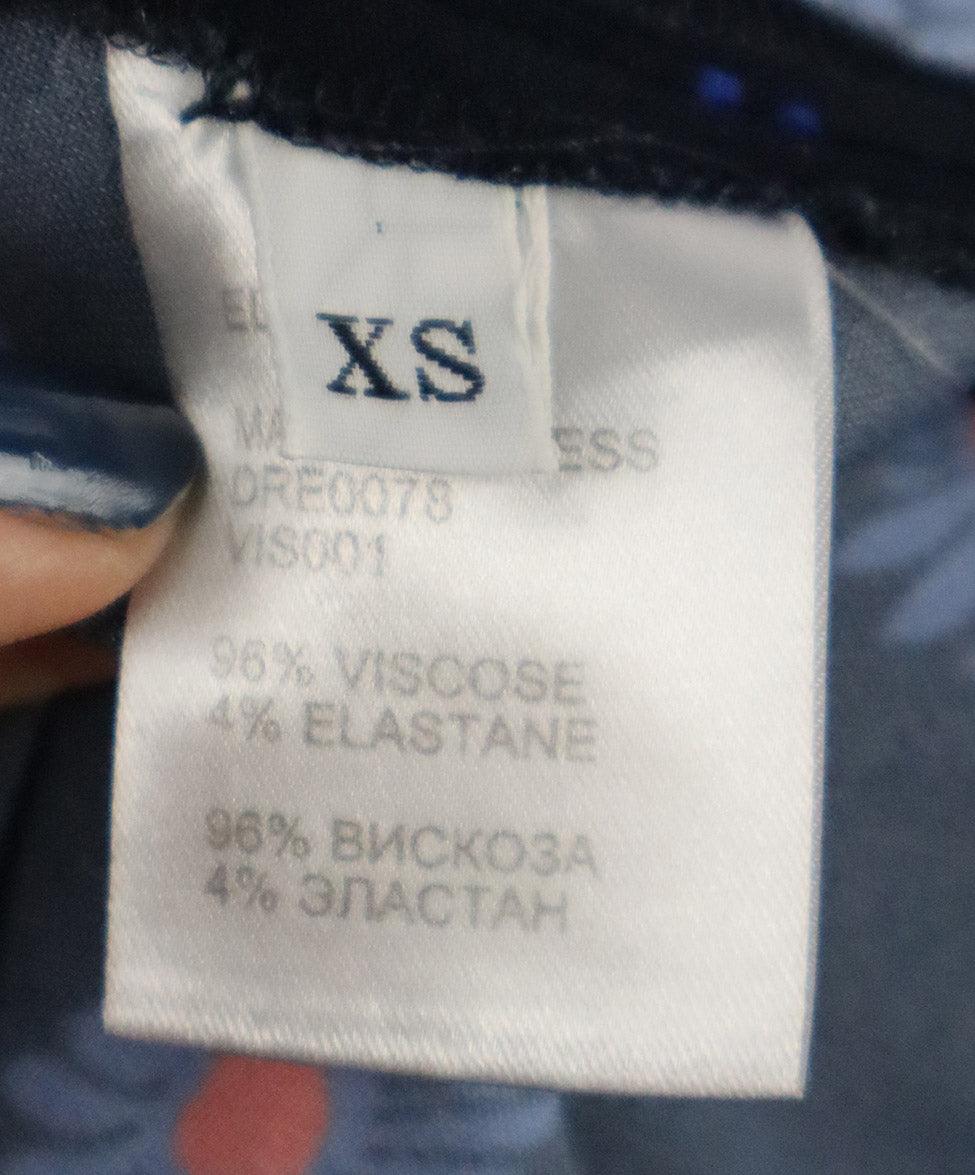 XS
DRE0078
VIS001
96% VISCOSE
4% ELASTANE
96% ВИСКОЗА
4% ЭЛАСТАН